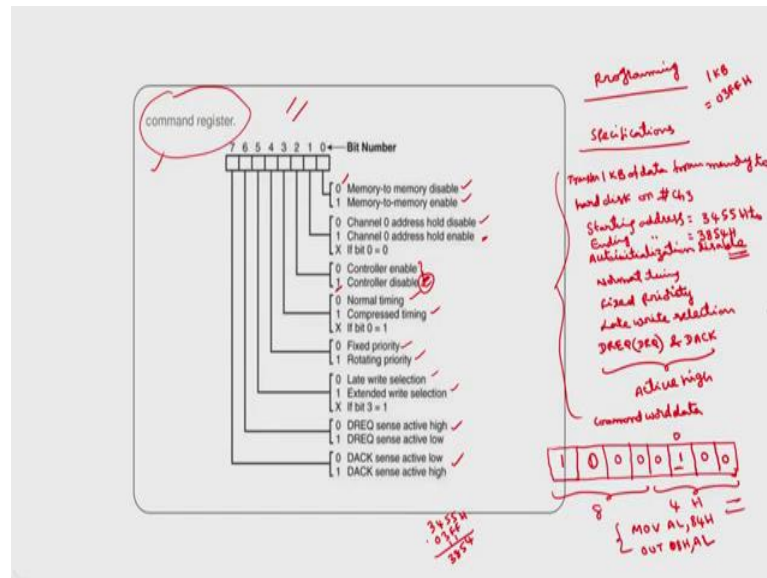 command register.
7 6 5 4 3 2 1 0 Bit Number
0 Memory-to memory disable
1 Memory-to-memory enable
0 Channel 0 address hold disable
1 Channel 0 address hold enable
X If bit 0 = 0
0 Controller enable
1 Controller disable
0 Normal timing
1 Compressed timing
X If bit 0 = 1
0 Fixed priority
1 Rotating priority
0 Late write selection
1 Extended write selection
X If bit 3 = 1
0 DREQ sense active high
1 DREQ sense active low
0 DACK sense active low
1 DACK sense active high
3455H
03FF
3854
Programming
1KB
= 03FFH
Specifications
Transfer 1 KB of data from memory to
hard disk on #Ch3
Starting address = 3455H to
Ending " = 3854H
Autoinitialization disable
Normal timing
Fixed priority
Late write selection
DREQ(DRQ) & DACK
Active high
Command word data
0
1 0 0 0 0 1 0 0
8 4 H
MOV AL, 84H
OUT 08H, AL